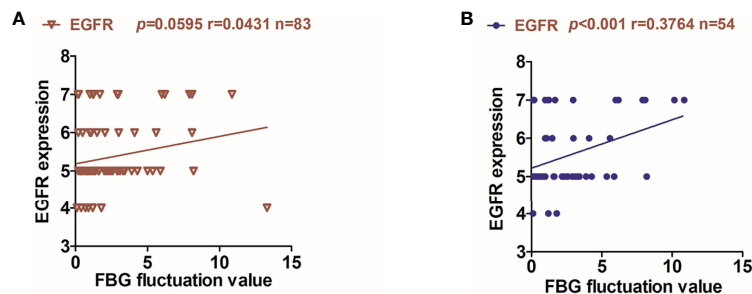 A
EGFR p=0.0595 r=0.0431 n=83
8
7
6
5
4
3
EGFR expression
0 5 10 15
FBG fluctuation value
B
EGFR p<0.001 r=0.3764 n=54
8
7
6
5
4
3
EGFR expression
0 5 10 15
FBG fluctuation value